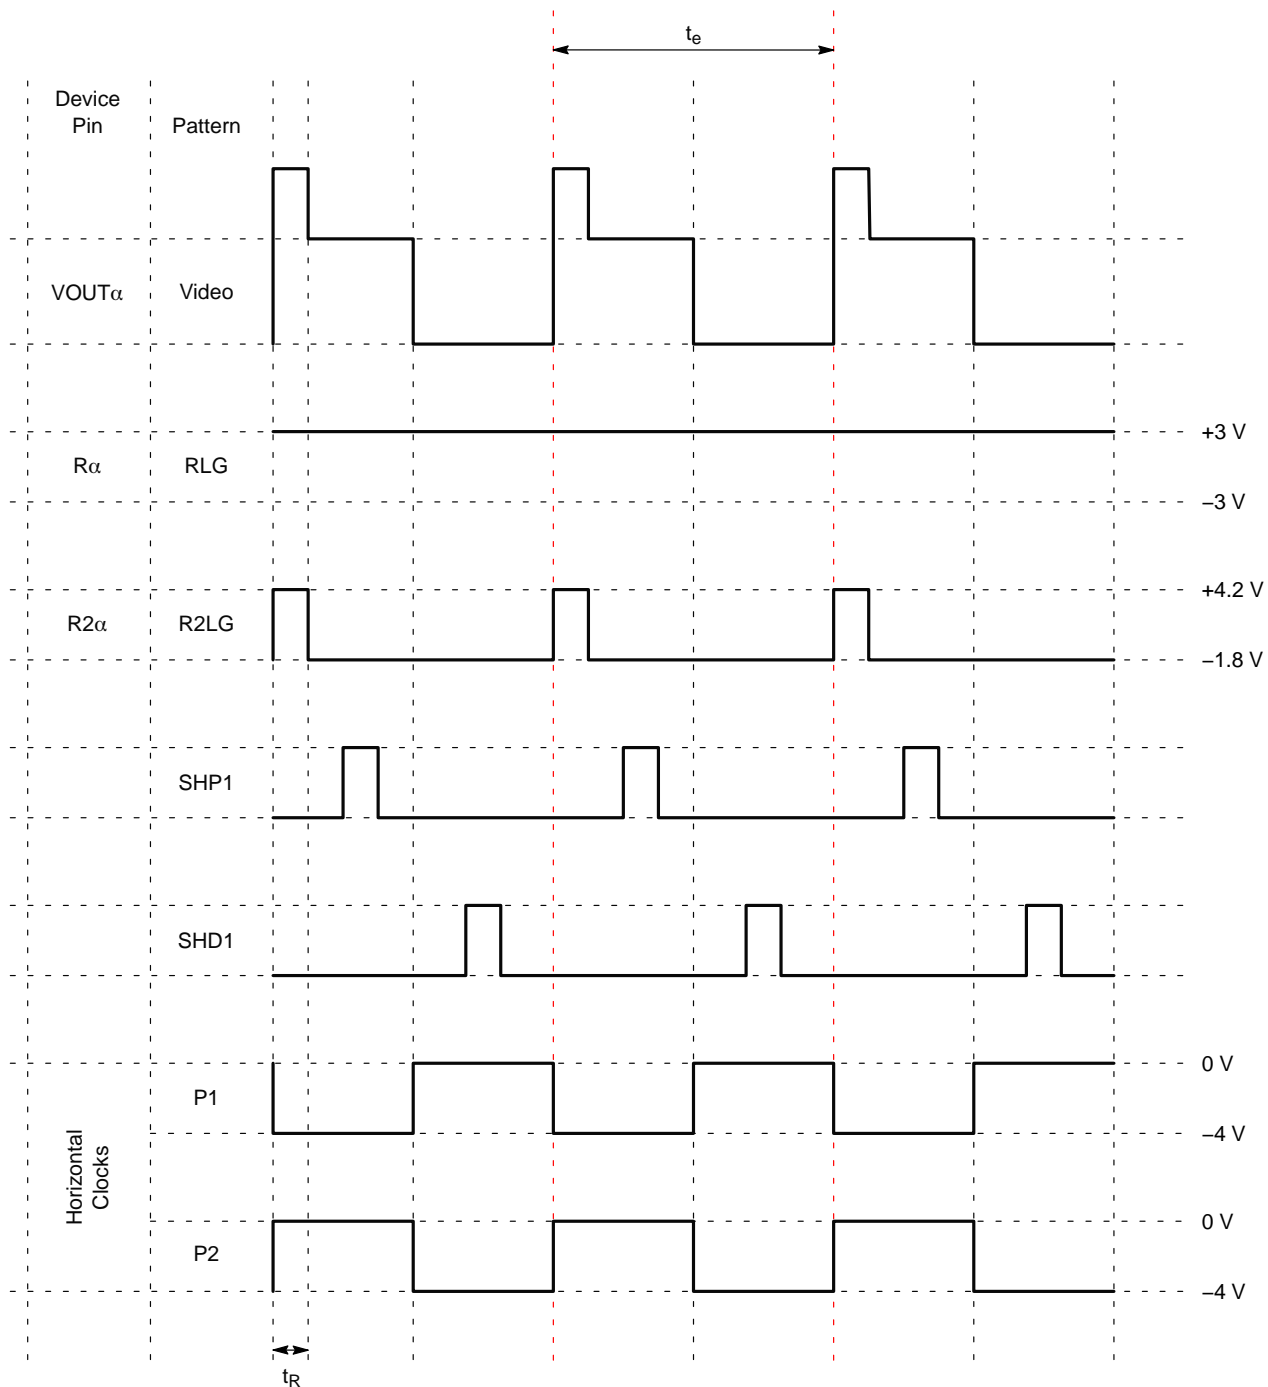 te
Device
Pin
Pattern
VOUTα
Video
+3 V
Rα
RLG
−3 V
+4.2 V
R2α
R2LG
−1.8 V
SHP1
SHD1
0 V
P1
−4 V
Horizontal
Clocks
0 V
P2
−4 V
tR